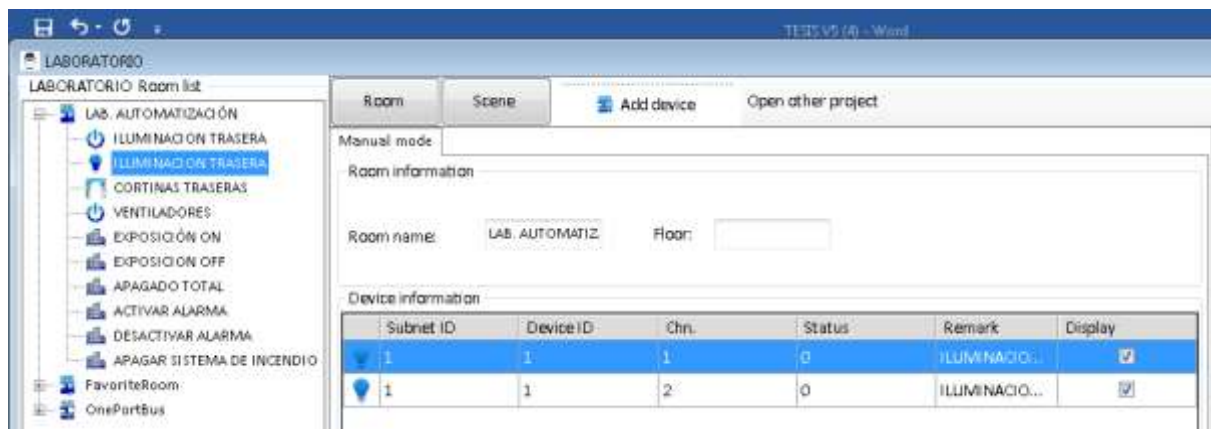 TESIS V5 (4) - Word
LABORATORIO
LABORATORIO Room list
LAB. AUTOMATIZACIÓN
ILUMINACION TRASERA
ILUMINACION TRASERA
CORTINAS TRASERAS
VENTILADORES
EXPOSICIÓN ON
EXPOSICION OFF
APAGADO TOTAL
ACTIVAR ALARMA
DESACTIVAR ALARMA
APAGAR SISTEMA DE INCENDIO
FavoriteRoom
OnePortBus
Room Scene Add device Open other project
Manual mode
Room information
Room name: LAB. AUTOMATIZ Floor:
Device information
Subnet ID Device ID Chn. Status Remark Display
1 1 1 0 ILUMINACIO...
1 1 2 0 ILUMINACIO...